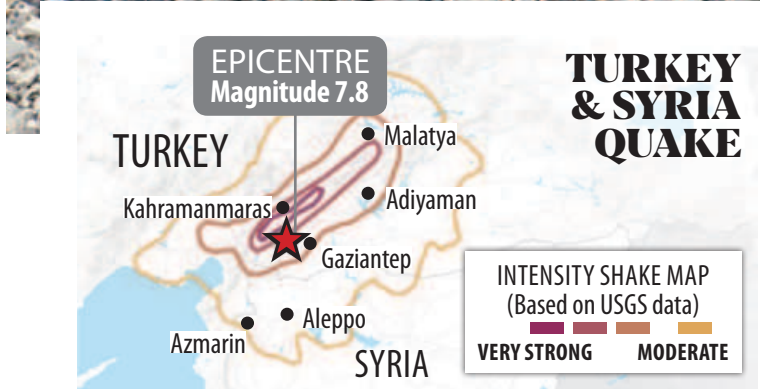 EPICENTRE
Magnitude 7.8
TURKEY
& SYRIA
QUAKE
TURKEY
Malatya
Kahramanmaras
Adiyaman
Gaziantep
Aleppo
Azmarin
SYRIA
INTENSITY SHAKE MAP
(Based on USGS data)
VERY STRONG MODERATE